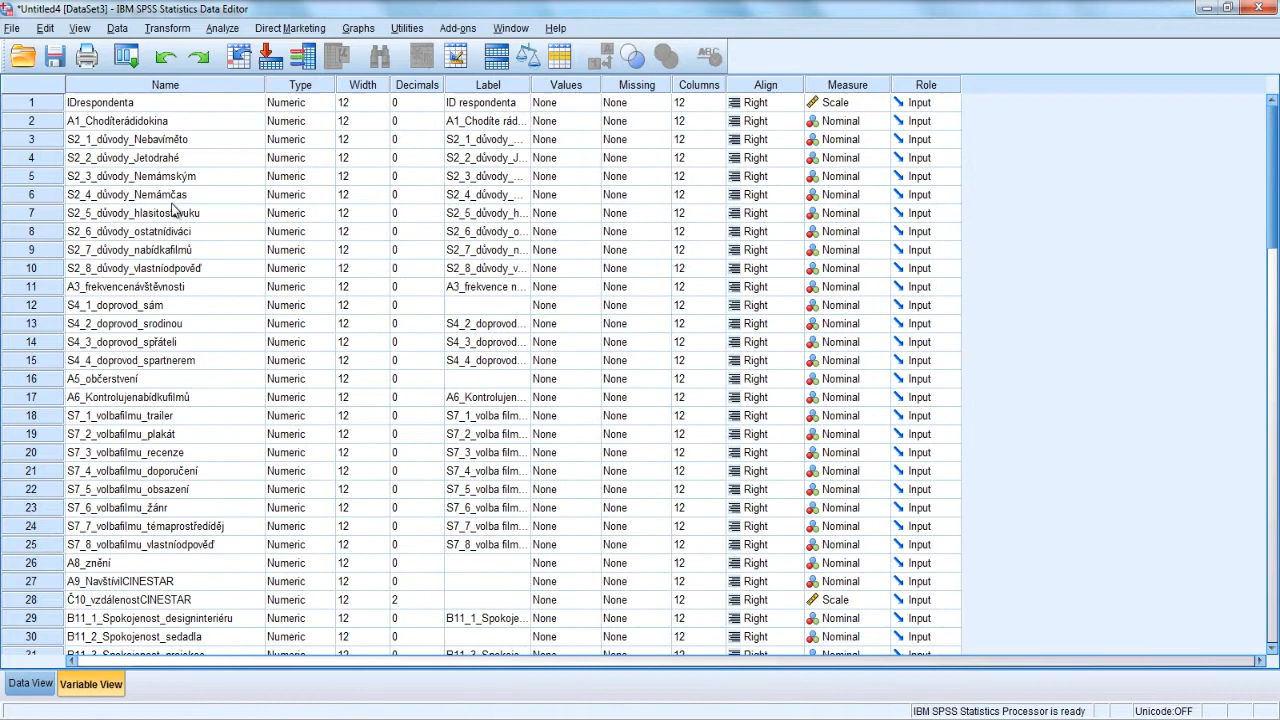 *Untitled4 [DataSet3] - IBM SPSS Statistics Data Editor
File Edit View Data Transform Analyze Direct Marketing Graphs Utilities Add-ons Window Help
Name Type Width Decimals Label Values Missing Columns Align Measure Role
1 IDrespondenta Numeric 12 0 ID respondenta None None 12 Right Scale Input
2 A1_Chodíterádidokina Numeric 12 0 A1_Chodíte rád... None None 12 Right Nominal Input
3 S2_1_důvody_Nebavíměto Numeric 12 0 S2_1_důvody_... None None 12 Right Nominal Input
4 S2_2_důvody_Jetodrahé Numeric 12 0 S2_2_důvody_J... None None 12 Right Nominal Input
5 S2_3_důvody_Nemámským Numeric 12 0 S2_3_důvody_... None None 12 Right Nominal Input
6 S2_4_důvody_Nemámčas Numeric 12 0 S2_4_důvody_... None None 12 Right Nominal Input
7 Numeric 12 0 S2_5_důvody_h... None None 12 Right Nominal Input
8 S2_6_důvody_ostatnídiváci Numeric 12 0 S2_6_důvody_o... None None 12 Right Nominal Input
9 S2_7_důvody_nabídkafilmů Numeric 12 0 S2_7_důvody_n... None None 12 Right Nominal Input
10 S2_8_důvody_vlastníodpověď Numeric 12 0 S2_8_důvody_v... None None 12 Right Nominal Input
11 A3_frekvencenávštěvnosti Numeric 12 0 A3_frekvence n... None None 12 Right Nominal Input
12 S4_1_doprovod_sám Numeric 12 0 None None 12 Right Nominal Input
13 S4_2_doprovod_srodinou Numeric 12 0 S4_2_doprovod... None None 12 Right Nominal Input
14 S4_3_doprovod_spřáteli Numeric 12 0 S4_3_doprovod... None None 12 Right Nominal Input
15 S4_4_doprovod_spartnerem Numeric 12 0 S4_4_doprovod... None None 12 Right Nominal Input
16 A5_občerstvení Numeric 12 0 None None 12 Right Nominal Input
17 A6_Kontrolujenabídkufilmů Numeric 12 0 A6_Kontrolujen... None None 12 Right Nominal Input
18 S7_1_volbafilmu_trailer Numeric 12 0 S7_1_volba film... None None 12 Right Nominal Input
19 S7_2_volbafilmu_plakát Numeric 12 0 S7_2_volba film... None None 12 Right Nominal Input
20 S7_3_volbafilmu_recenze Numeric 12 0 S7_3_volba film... None None 12 Right Nominal Input
21 S7_4_volbafilmu_doporučení Numeric 12 0 S7_4_volba film... None None 12 Right Nominal Input
22 S7_5_volbafilmu_obsazení Numeric 12 0 S7_5_volba film... None None 12 Right Nominal Input
23 S7_6_volbafilmu_žánr Numeric 12 0 S7_6_volba film... None None 12 Right Nominal Input
24 S7_7_volbafilmu_témaprostředíděj Numeric 12 0 S7_7_volba film... None None 12 Right Nominal Input
25 S7_8_volbafilmu_vlastníodpověď Numeric 12 0 S7_8_volba film... None None 12 Right Nominal Input
26 A8_znění Numeric 12 0 None None 12 Right Nominal Input
27 A9_NavštívilCINESTAR Numeric 12 0 None None 12 Right Nominal Input
28 Č10_vzdálenostCINESTAR Numeric 12 2 None None 12 Right Scale Input
29 B11_1_Spokojenost_designinteriéru Numeric 12 0 B11_1_Spokoje... None None 12 Right Nominal Input
30 B11_2_Spokojenost_sedadla Numeric 12 0 B11_2_Spokoje... None None 12 Right Nominal Input
Data View Variable View
IBM SPSS Statistics Processor is ready Unicode:OFF